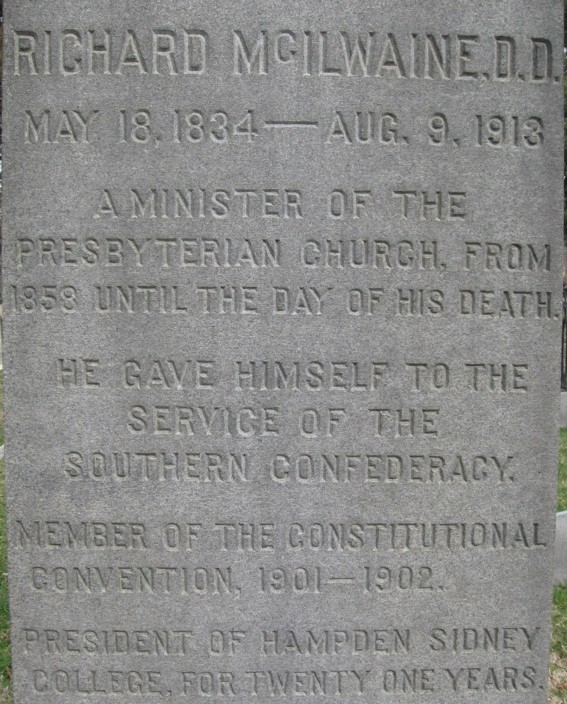 RICHARD McILWAINE, D.D.
MAY 18, 1834 — AUG. 9, 1913
A MINISTER OF THE
PRESBYTERIAN CHURCH, FROM
1858 UNTIL THE DAY OF HIS DEATH.
HE GAVE HIMSELF TO THE
SERVICE OF THE
SOUTHERN CONFEDERACY.
MEMBER OF THE CONSTITUTIONAL
CONVENTION, 1901—1902.
PRESIDENT OF HAMPDEN SIDNEY
COLLEGE, FOR TWENTY ONE YEARS.